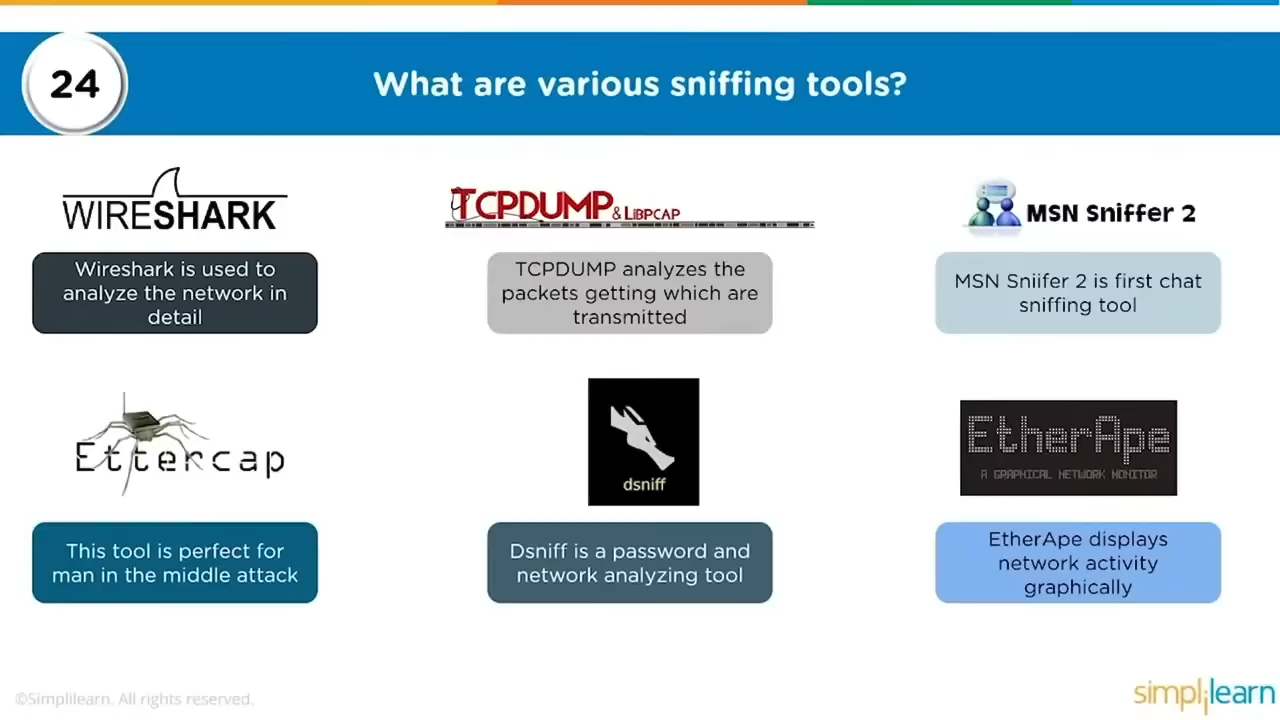 24
What are various sniffing tools?
WIRESHARK
TCPDUMP & LIBPCAP
MSN Sniffer 2
Wireshark is used to
analyze the network in
detail
TCPDUMP analyzes the
packets getting which are
transmitted
MSN Sniifer 2 is first chat
sniffing tool
Ettercap
dsniff
EtherApe
A GRAPHICAL NETWORK MONITOR
This tool is perfect for
man in the middle attack
Dsniff is a password and
network analyzing tool
EtherApe displays
network activity
graphically
©Simplilearn. All rights reserved.
simplilearn